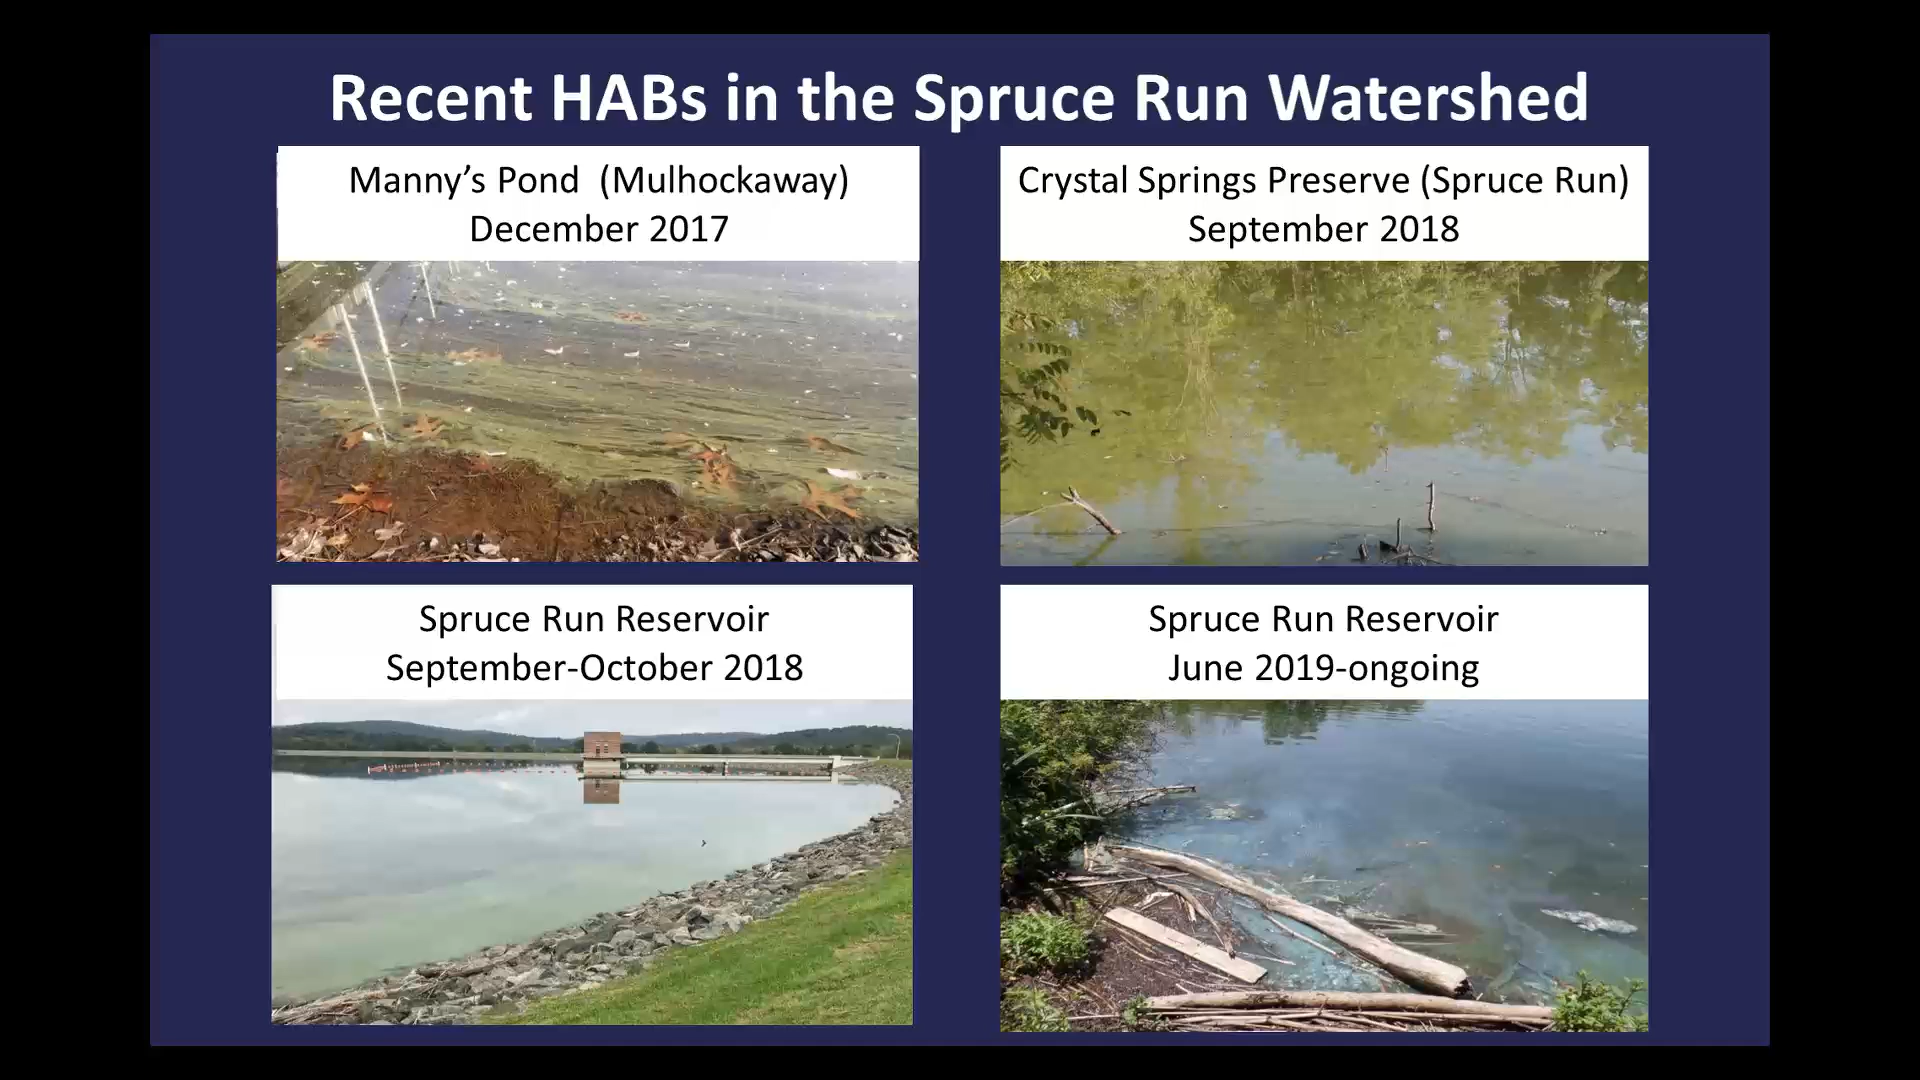 Recent HABs in the Spruce Run Watershed
Manny’s Pond  (Mulhockaway)
December 2017
Crystal Springs Preserve (Spruce Run)
September 2018
Spruce Run Reservoir
September-October 2018
Spruce Run Reservoir
June 2019-ongoing